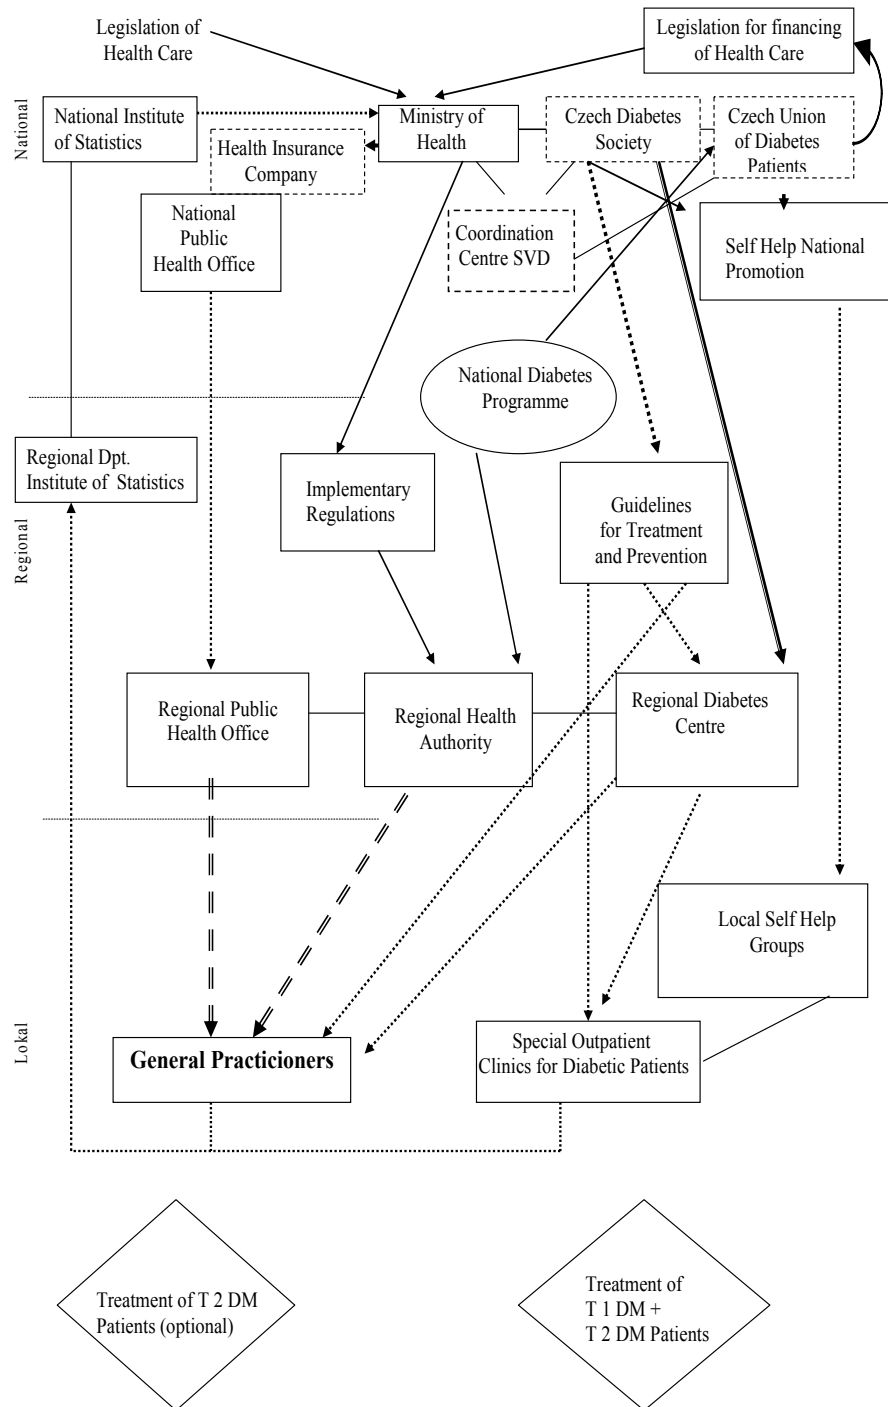 Legislation of
Health Care
Legislation for financing
of Health Care
National
National Institute
of Statistics
Ministry of
Health
Czech Diabetes
Society
Czech Union
of Diabetes
Patients
Health Insurance
Company
National
Public
Health Office
Coordination
Centre SVD
Self Help National
Promotion
National Diabetes
Programme
Regional
Regional Dpt.
Institute of Statistics
Implementary
Regulations
Guidelines
for Treatment
and Prevention
Regional Public
Health Office
Regional Health
Authority
Regional Diabetes
Centre
Local Self Help
Groups
Lokal
General Practicioners
Special Outpatient
Clinics for Diabetic Patients
Treatment of T 2 DM
Patients (optional)
Treatment of
T 1 DM +
T 2 DM Patients